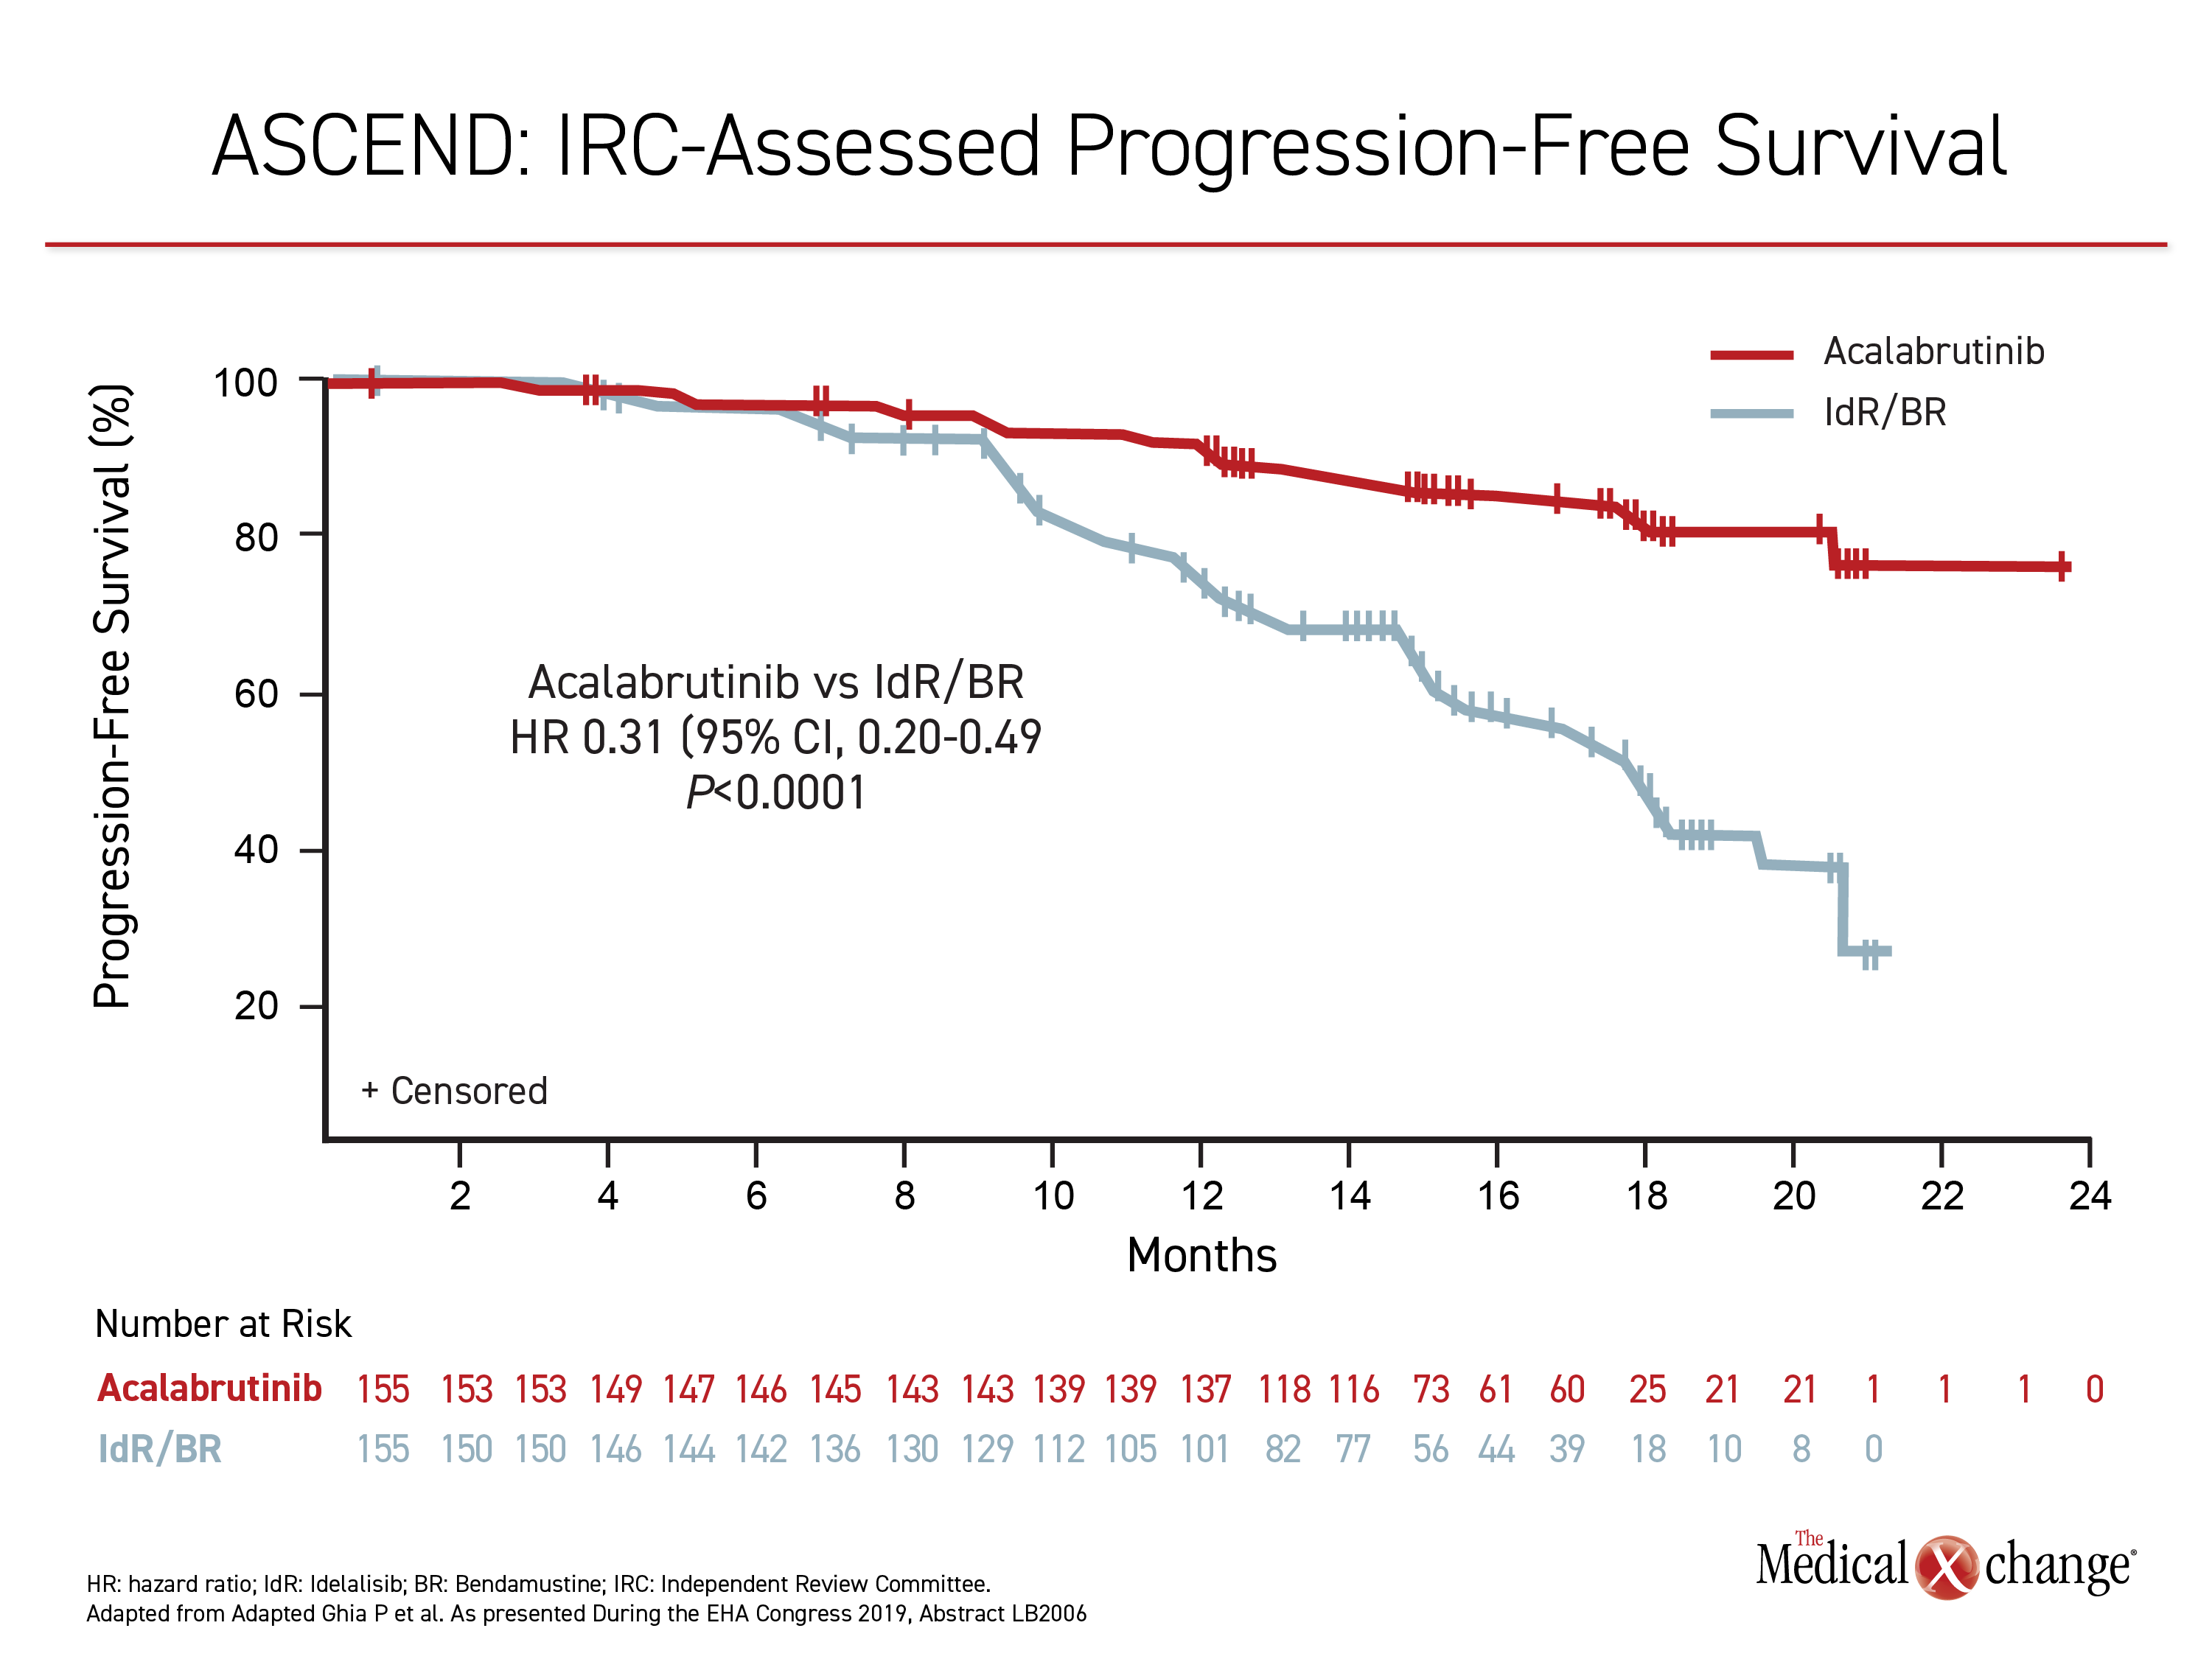 ASCEND: IRC-Assessed Progression-Free Survival
Acalabrutinib
IdR/BR
Progression-Free Survival (%)
100
80
60
40
20
Acalabrutinib vs IdR/BR
HR 0.31 (95% CI, 0.20-0.49
P<0.0001
+ Censored
2 4 6 8 10 12 14 16 18 20 22 24
Months
Number at Risk
Acalabrutinib 155 153 153 149 147 146 145 143 143 139 139 137 118 116 73 61 60 25 21 21 1 1 1 0
IdR/BR 155 150 150 146 144 142 136 130 129 112 105 101 82 77 56 44 39 18 10 8 0
HR: hazard ratio; IdR: Idelalisib; BR: Bendamustine; IRC: Independent Review Committee.
Adapted from Adapted Ghia P et al. As presented During the EHA Congress 2019, Abstract LB2006
The
Medical X change®